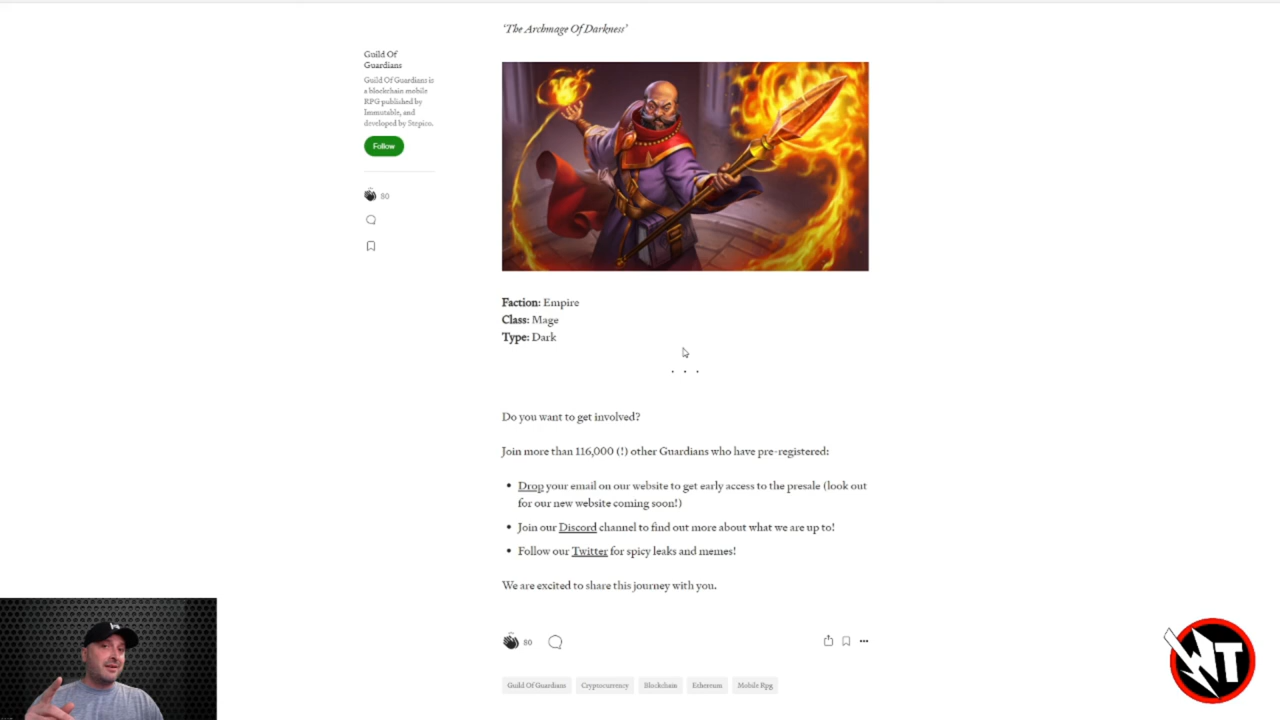 'The Archmage Of Darkness'
Guild Of
Guardians
Guild Of Guardians is
a blockchain mobile
RPG published by
Immutable, and
developed by Stepico.
Follow
80
Faction: Empire
Class: Mage
Type: Dark
. . .
Do you want to get involved?
Join more than 116,000 (!) other Guardians who have pre-registered:
• Drop your email on our website to get early access to the presale (look out
for our new website coming soon!)
• Join our Discord channel to find out more about what we are up to!
• Follow our Twitter for spicy leaks and memes!
We are excited to share this journey with you.
80
Guild Of Guardians Cryptocurrency Blockchain Ethereum Mobile Rpg
WT